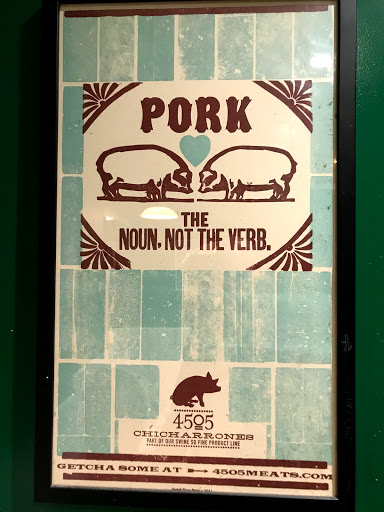 PORK
THE
NOUN, NOT THE VERB.
4505
CHICHARRONES
PART OF OUR SWINE SO FINE PRODUCT LINE
GETCHA SOME AT 4505MEATS.COM